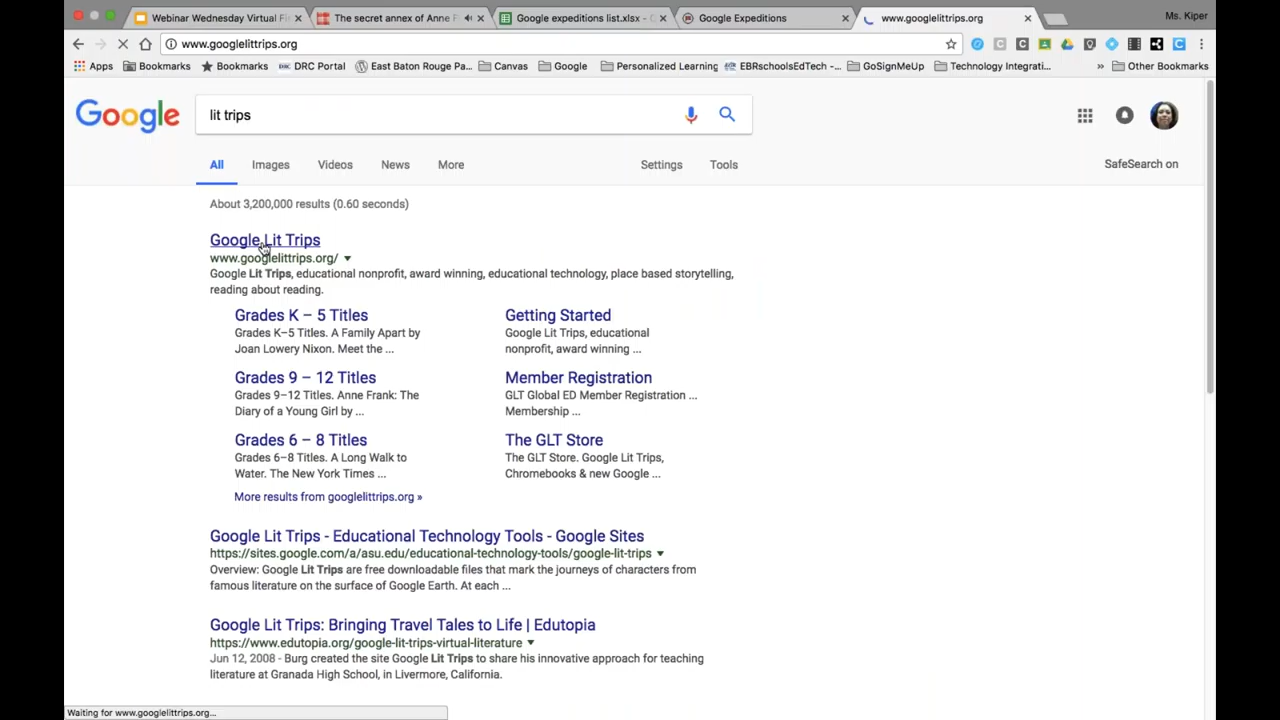 Webinar Wednesday Virtual Fi
The secret annex of Anne F
Google expeditions list.xlsx - G
Google Expeditions
www.googlelittrips.org
Ms. Kiper
www.googlelittrips.org
Apps
Bookmarks
Bookmarks
DRC Portal
East Baton Rouge Pa...
Canvas
Google
Personalized Learning
EBRschoolsEdTech -...
GoSignMeUp
Technology Integrati...
»
Other Bookmarks
Google
lit trips
All
Images
Videos
News
More
Settings
Tools
SafeSearch on
About 3,200,000 results (0.60 seconds)
Google Lit Trips
www.googlelittrips.org/
Google Lit Trips, educational nonprofit, award winning, educational technology, place based storytelling,
reading about reading.
Grades K – 5 Titles
Grades K–5 Titles. A Family Apart by
Joan Lowery Nixon. Meet the ...
Getting Started
Google Lit Trips, educational
nonprofit, award winning ...
Grades 9 – 12 Titles
Grades 9–12 Titles. Anne Frank: The
Diary of a Young Girl by ...
Member Registration
GLT Global ED Member Registration ...
Membership ...
Grades 6 – 8 Titles
Grades 6–8 Titles. A Long Walk to
Water. The New York Times ...
The GLT Store
The GLT Store. Google Lit Trips,
Chromebooks & new Google ...
More results from googlelittrips.org »
Google Lit Trips - Educational Technology Tools - Google Sites
https://sites.google.com/a/asu.edu/educational-technology-tools/google-lit-trips
Overview: Google Lit Trips are free downloadable files that mark the journeys of characters from
famous literature on the surface of Google Earth. At each ...
Google Lit Trips: Bringing Travel Tales to Life | Edutopia
https://www.edutopia.org/google-lit-trips-virtual-literature
Jun 12, 2008 - Burg created the site Google Lit Trips to share his innovative approach for teaching
literature at Granada High School, in Livermore, California.
Waiting for www.googlelittrips.org...